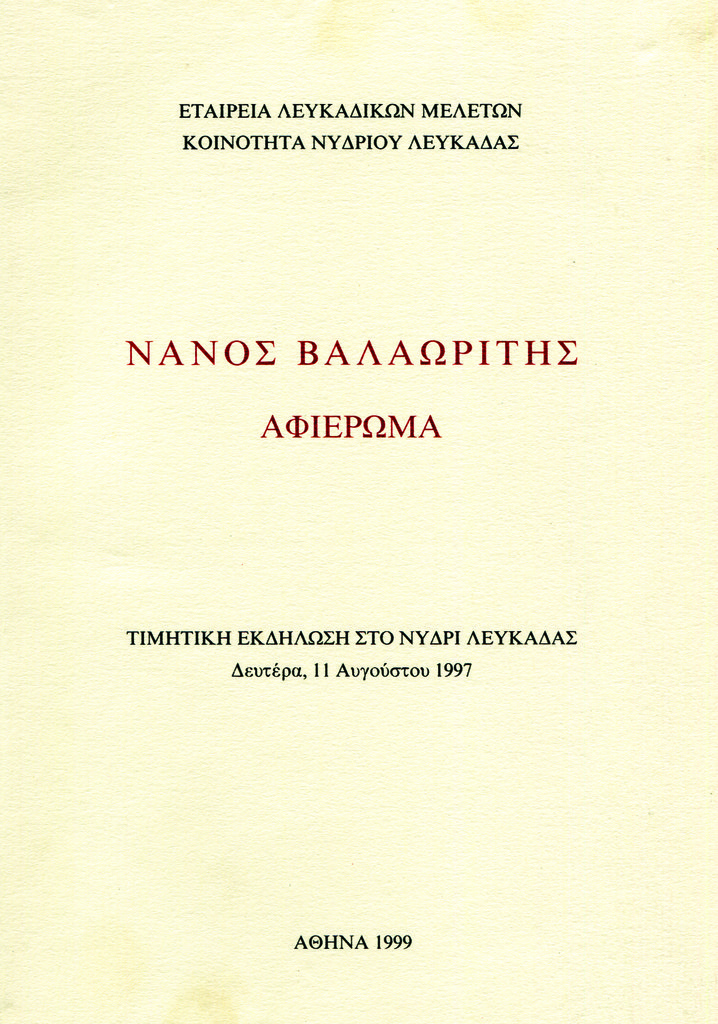 ΕΤΑΙΡΕΙΑ ΛΕΥΚΑΔΙΚΩΝ ΜΕΛΕΤΩΝ
ΚΟΙΝΟΤΗΤΑ ΝΥΔΡΙΟΥ ΛΕΥΚΑΔΑΣ
ΝΑΝΟΣ ΒΑΛΑΩΡΙΤΗΣ
ΑΦΙΕΡΩΜΑ
ΤΙΜΗΤΙΚΗ ΕΚΔΗΛΩΣΗ ΣΤΟ ΝΥΔΡΙ ΛΕΥΚΑΔΑΣ
Δευτέρα, 11 Αυγούστου 1997
ΑΘΗΝΑ 1999